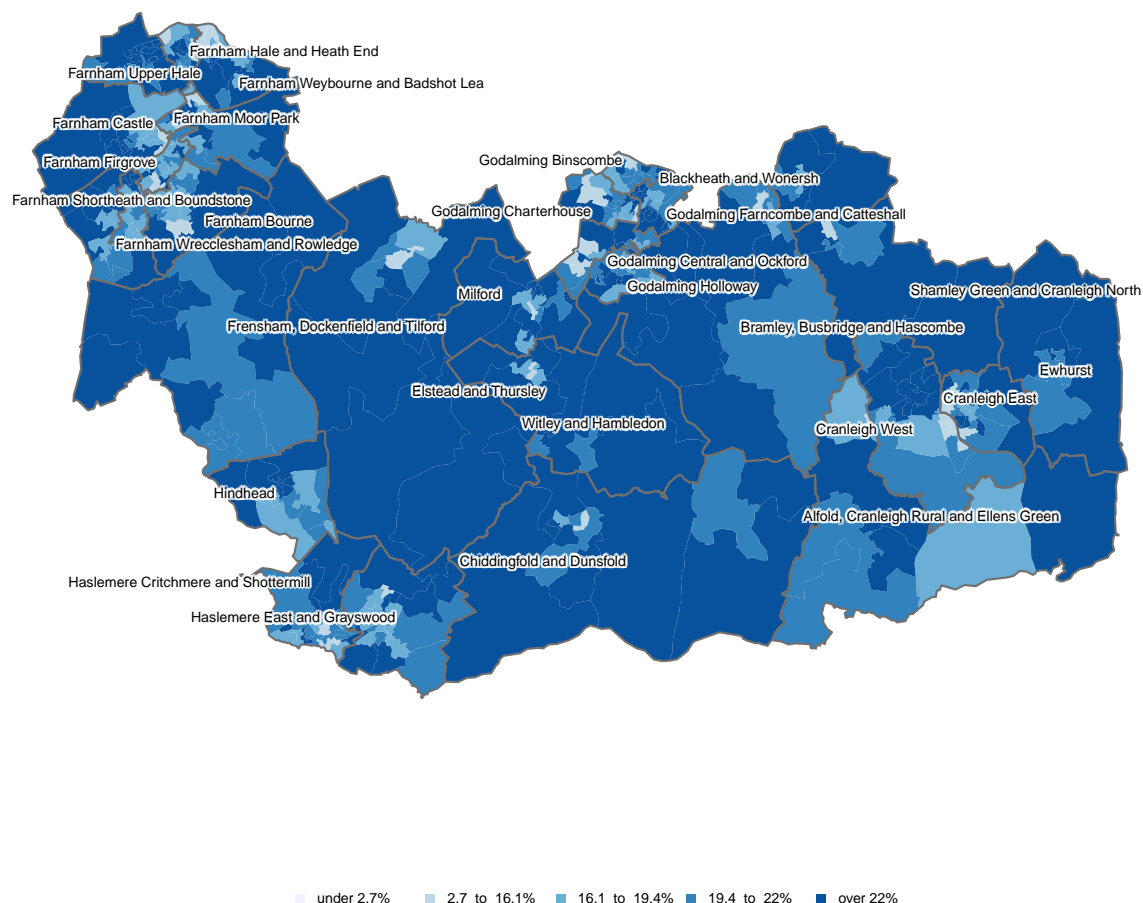 Farnham Hale and Heath End
Farnham Upper Hale
Farnham Weybourne and Badshot Lea
Farnham Castle
Farnham Moor Park
Farnham Firgrove
Godalming Binscombe
Blackheath and Wonersh
Farnham Shortheath and Boundstone
Godalming Charterhouse
Godalming Farncombe and Catteshall
Farnham Bourne
Farnham Wrecclesham and Rowledge
Godalming Central and Ockford
Godalming Holloway
Milford
Shamley Green and Cranleigh North
Frensham, Dockenfield and Tilford
Bramley, Busbridge and Hascombe
Ewhurst
Elstead and Thursley
Cranleigh East
Witley and Hambledon
Cranleigh West
Hindhead
Alfold, Cranleigh Rural and Ellens Green
Chiddingfold and Dunsfold
Haslemere Critchmere and Shottermill
Haslemere East and Grayswood
under 2.7% 2.7 to 16.1% 16.1 to 19.4% 19.4 to 22% over 22%